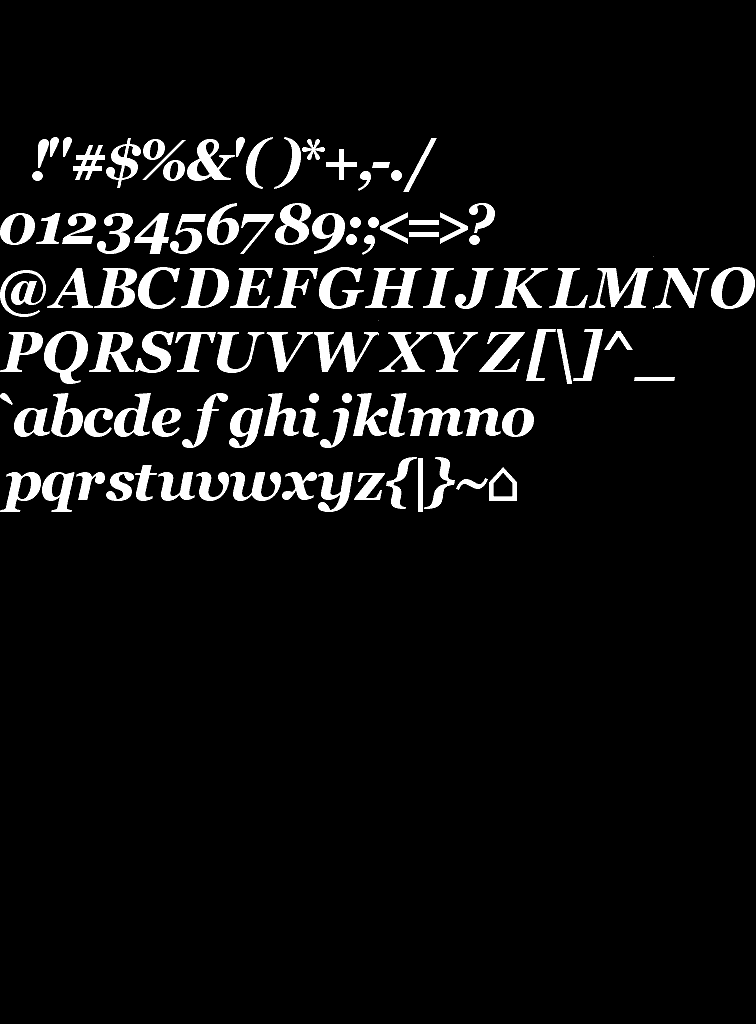 !"#$%&'()*+,-./
0123456789:;<=>?
@ABCDEFGHIJKLMNO
PQRSTUVWXYZ[\]^_
`abcdefghijklmno
pqrstuvwxyz{|}~⌂